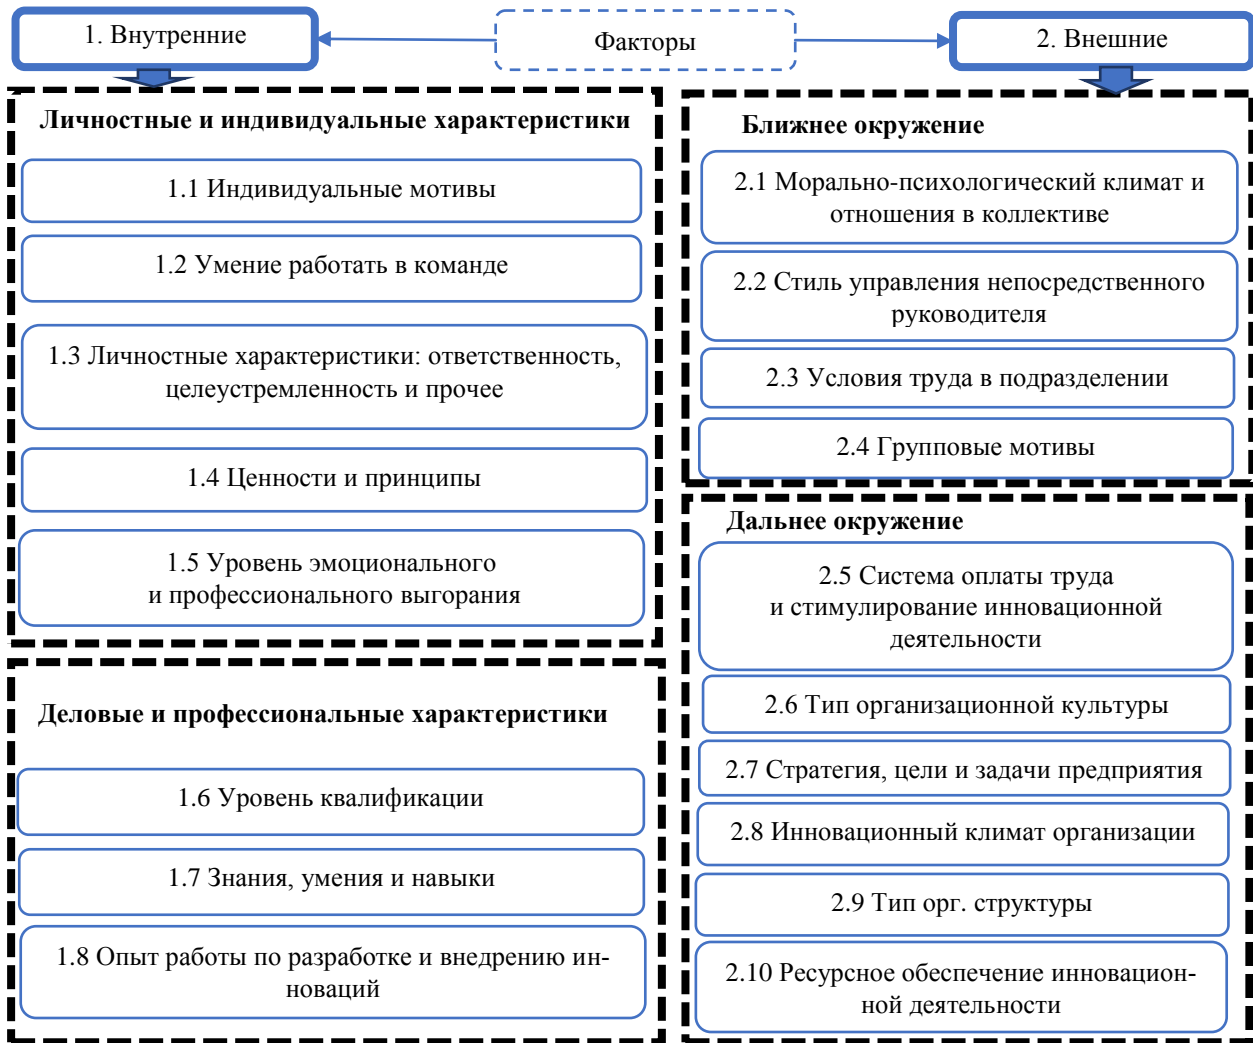 1. Внутренние
Факторы
2. Внешние
Личностные и индивидуальные характеристики
1.1 Индивидуальные мотивы
1.2 Умение работать в команде
1.3 Личностные характеристики: ответственность,
целеустремленность и прочее
1.4 Ценности и принципы
1.5 Уровень эмоционального
и профессионального выгорания
Деловые и профессиональные характеристики
1.6 Уровень квалификации
1.7 Знания, умения и навыки
1.8 Опыт работы по разработке и внедрению ин-
новаций
Ближнее окружение
2.1 Морально-психологический климат и
отношения в коллективе
2.2 Стиль управления непосредственного
руководителя
2.3 Условия труда в подразделении
2.4 Групповые мотивы
Дальнее окружение
2.5 Система оплаты труда
и стимулирование инновационной
деятельности
2.6 Тип организационной культуры
2.7 Стратегия, цели и задачи предприятия
2.8 Инновационный климат организации
2.9 Тип орг. структуры
2.10 Ресурсное обеспечение инновацион-
ной деятельности